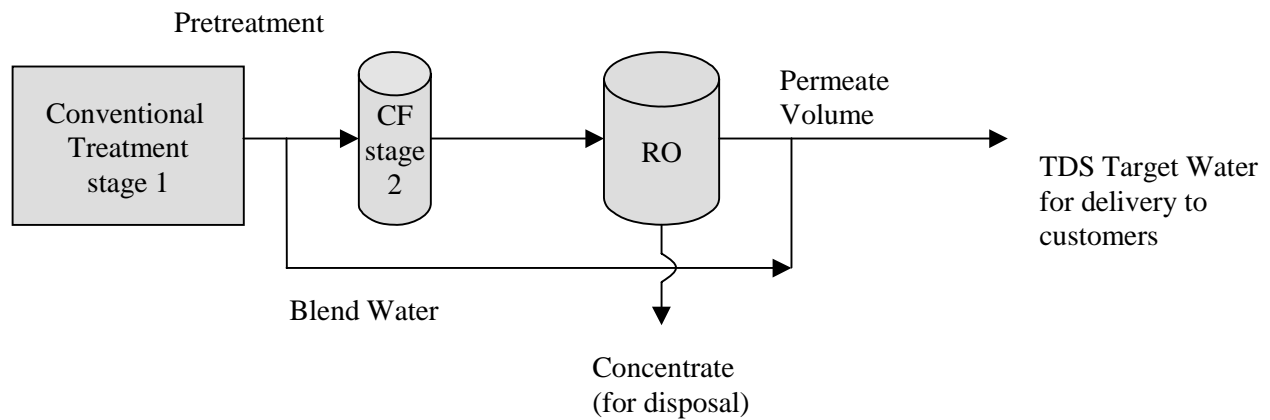 Pretreatment
Conventional
Treatment
stage 1
CF
stage
2
RO
Permeate
Volume
TDS Target Water
for delivery to
customers
Blend Water
Concentrate
(for disposal)